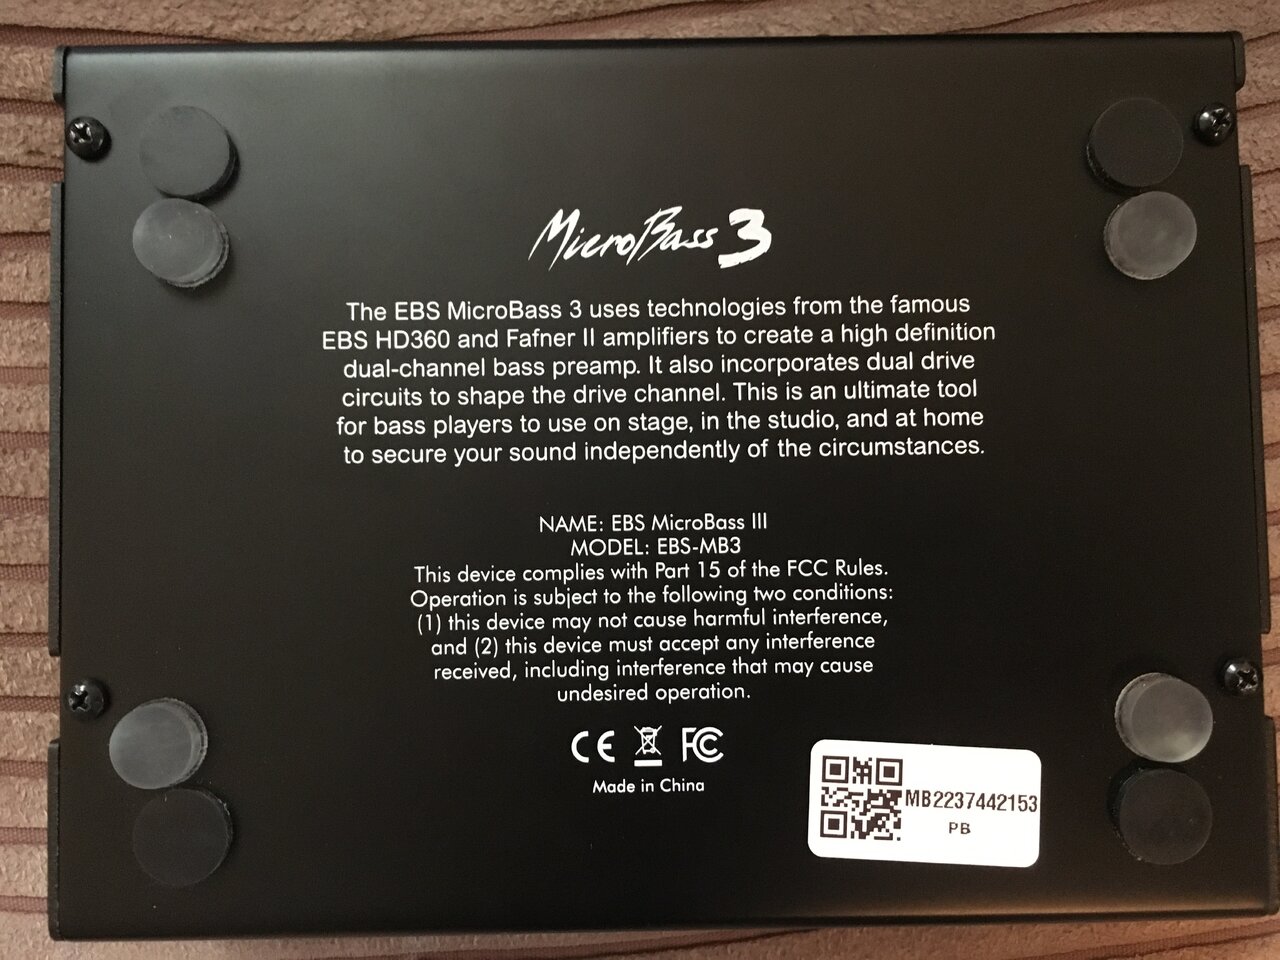 MicroBass 3
The EBS MicroBass 3 uses technologies from the famous
EBS HD360 and Fafner II amplifiers to create a high definition
dual-channel bass preamp. It also incorporates dual drive
circuits to shape the drive channel. This is an ultimate tool
for bass players to use on stage, in the studio, and at home
to secure your sound independently of the circumstances.
NAME: EBS MicroBass III
MODEL: EBS-MB3
This device complies with Part 15 of the FCC Rules.
Operation is subject to the following two conditions:
(1) this device may not cause harmful interference,
and (2) this device must accept any interference
received, including interference that may cause
undesired operation.
CE FC
Made in China
MB2237442153
PB